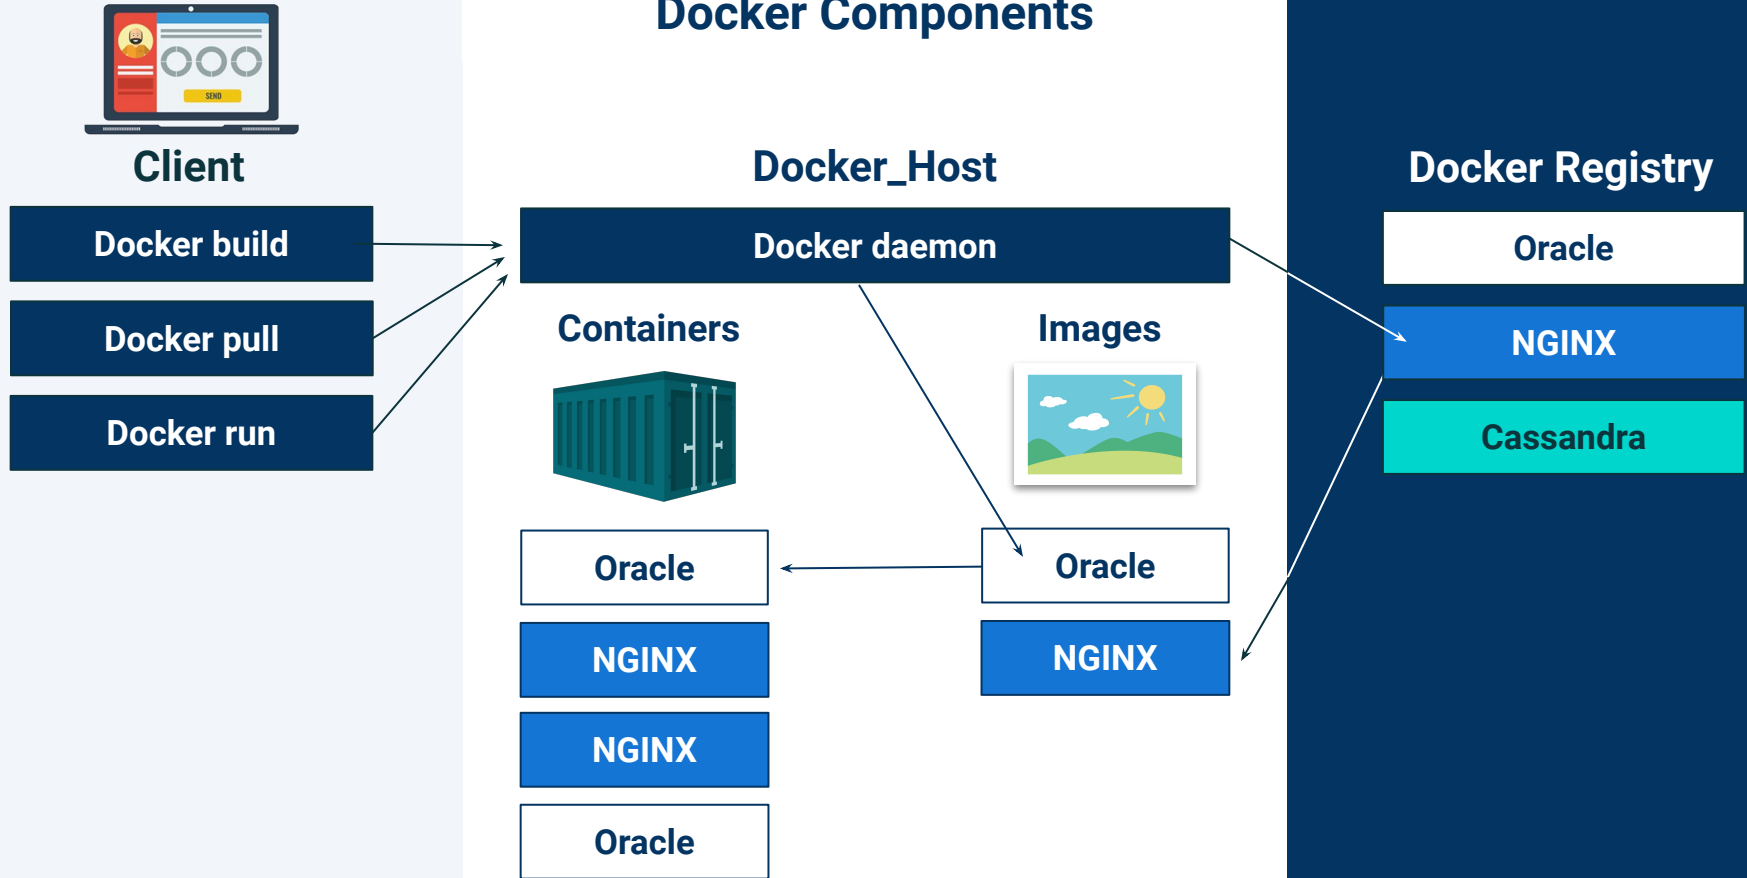 Docker Components
SEND
Client
Docker build
Docker pull
Docker run
Docker_Host
Docker daemon
Containers
Images
Oracle
NGINX
NGINX
Oracle
Oracle
NGINX
Docker Registry
Oracle
NGINX
Cassandra